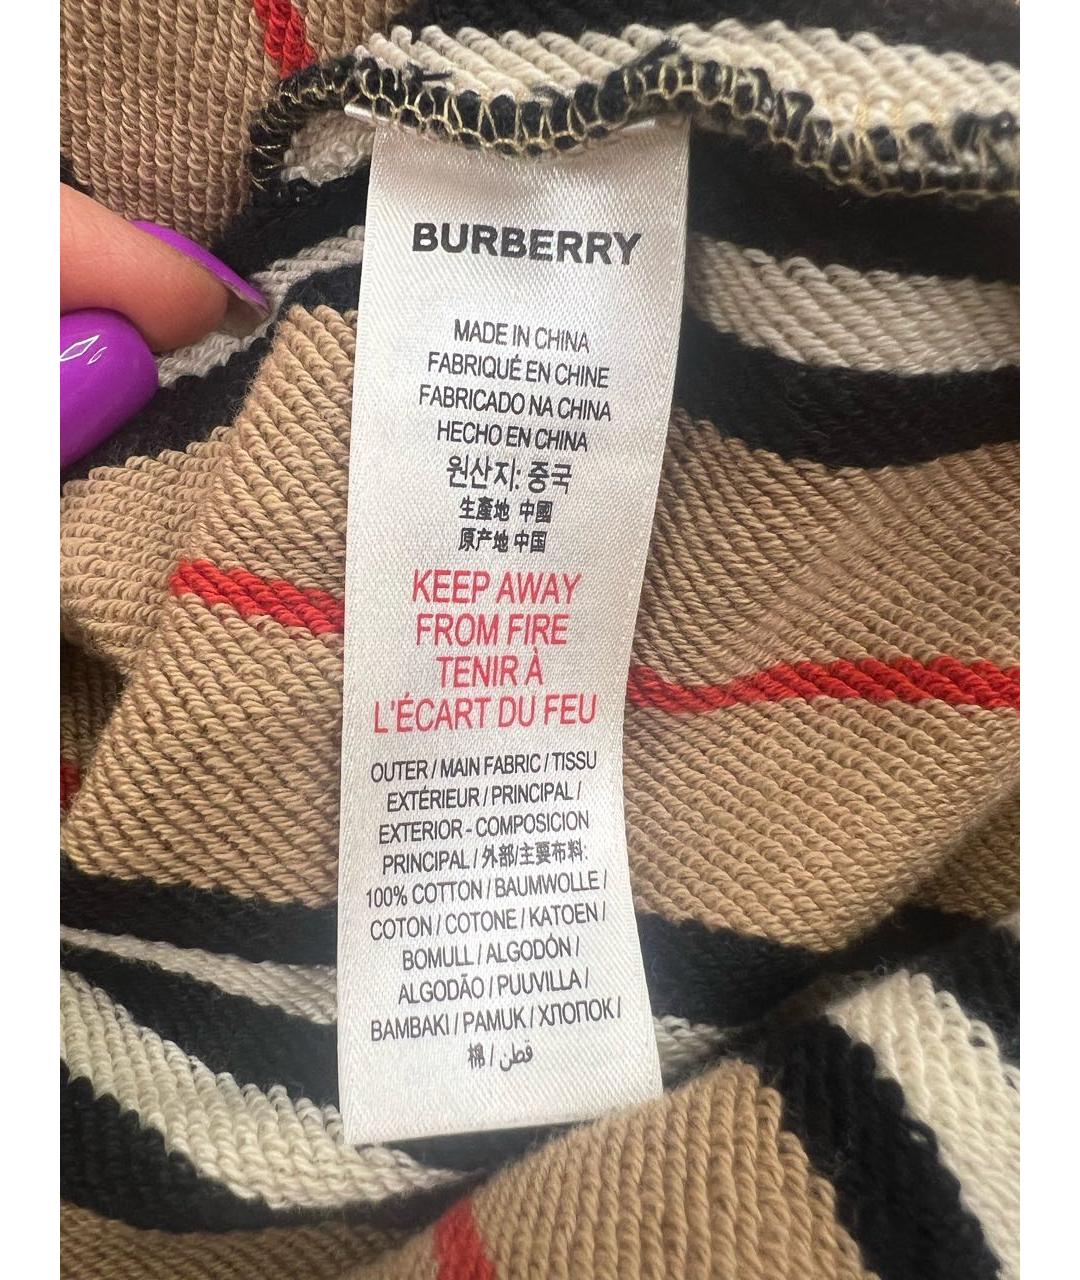 BURBERRY
MADE IN CHINA
FABRIQUÉ EN CHINE
FABRICADO NA CHINA
HECHO EN CHINA
원산지: 중국
生產地 中國
原产地 中国
KEEP AWAY
FROM FIRE
TENIR À
L'ÉCART DU FEU
OUTER / MAIN FABRIC / TISSU
EXTÉRIEUR / PRINCIPAL /
EXTERIOR - COMPOSICION
PRINCIPAL / 外部/主要布料:
100% COTTON / BAUMWOLLE /
COTON / COTONE / KATOEN /
BOMULL / ALGODÓN /
ALGODÃO / PUUVILLA /
BAMBAKI / PAMUK / ХЛОПОК /
棉 / قطن